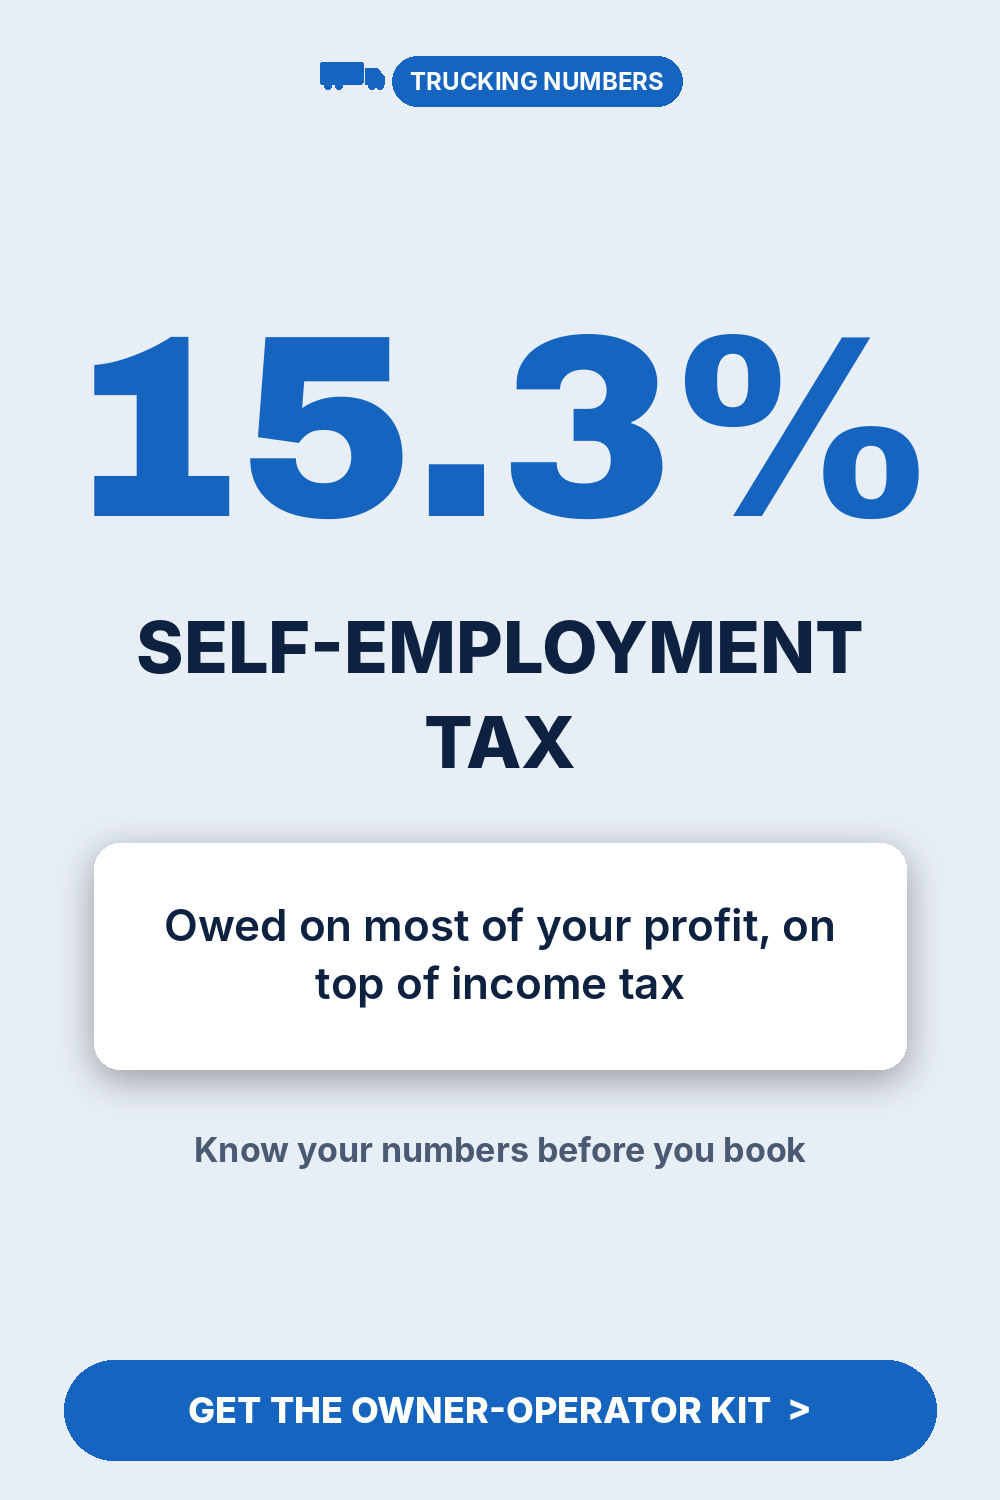 TRUCKING NUMBERS
15.3%
SELF-EMPLOYMENT
TAX
Owed on most of your profit, on
top of income tax
Know your numbers before you book
GET THE OWNER-OPERATOR KIT >